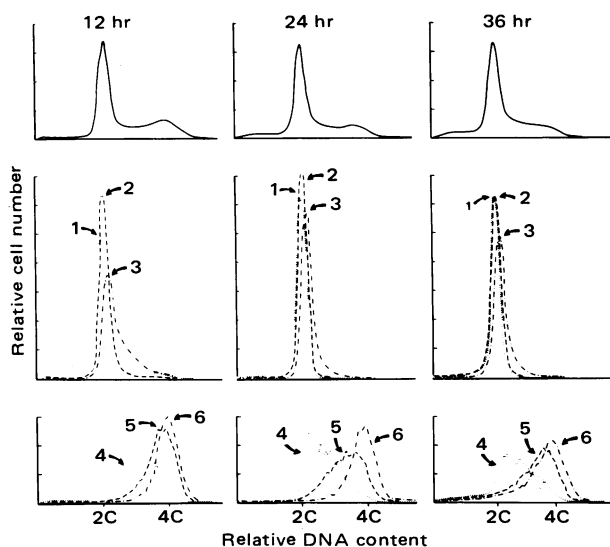 12 hr 24 hr 36 hr
Relative cell number
1 2 3
1 2 3
1 2 3
4 5 6
4 5 6
4 5 6
2C 4C 2C 4C 2C 4C
Relative DNA content